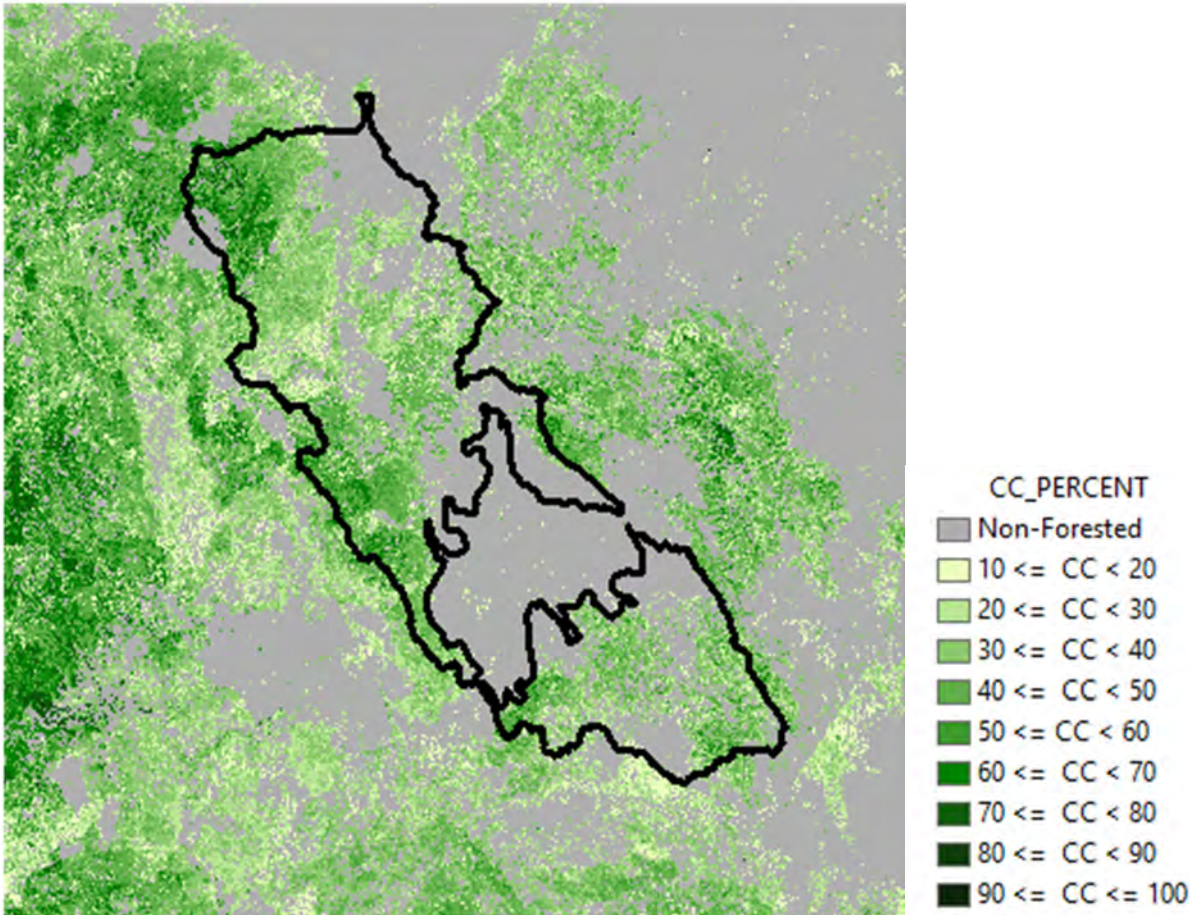 CC_PERCENT
Non-Forested
10 <= CC < 20
20 <= CC < 30
30 <= CC < 40
40 <= CC < 50
50 <= CC < 60
60 <= CC < 70
70 <= CC < 80
80 <= CC < 90
90 <= CC <= 100